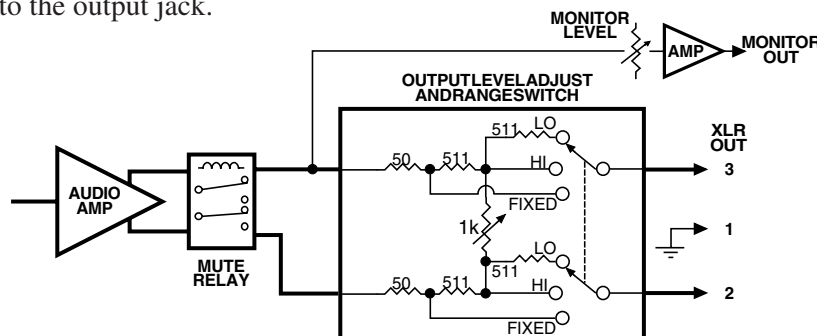 to the output jack.
MONITOR
LEVEL
AMP
MONITOR
OUT
OUTPUTLEVELADJUST
ANDRANGESWITCH
LO
511
XLR
OUT
50
511
HI
3
AUDIO
AMP
FIXED
1k
1
LO
MUTE
RELAY
511
50
511
HI
2
FIXED